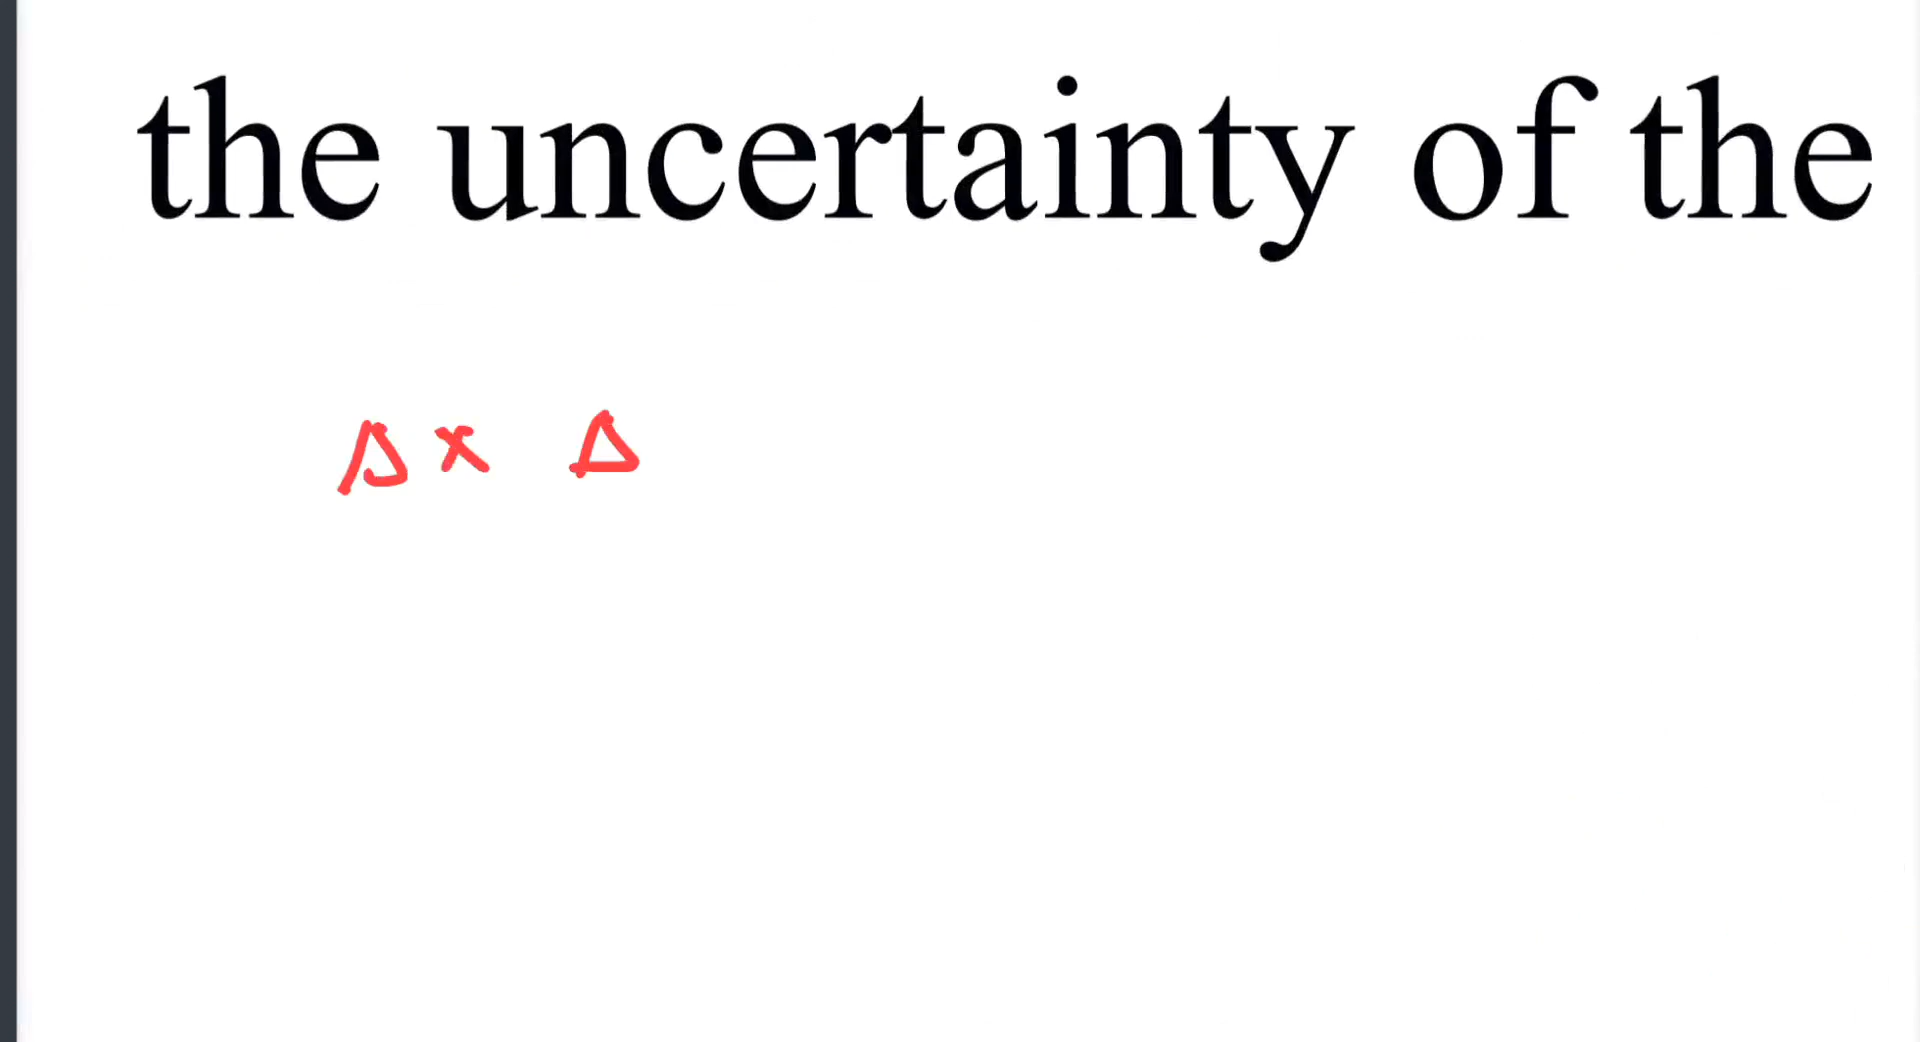 the uncertainty of the
Δx Δ